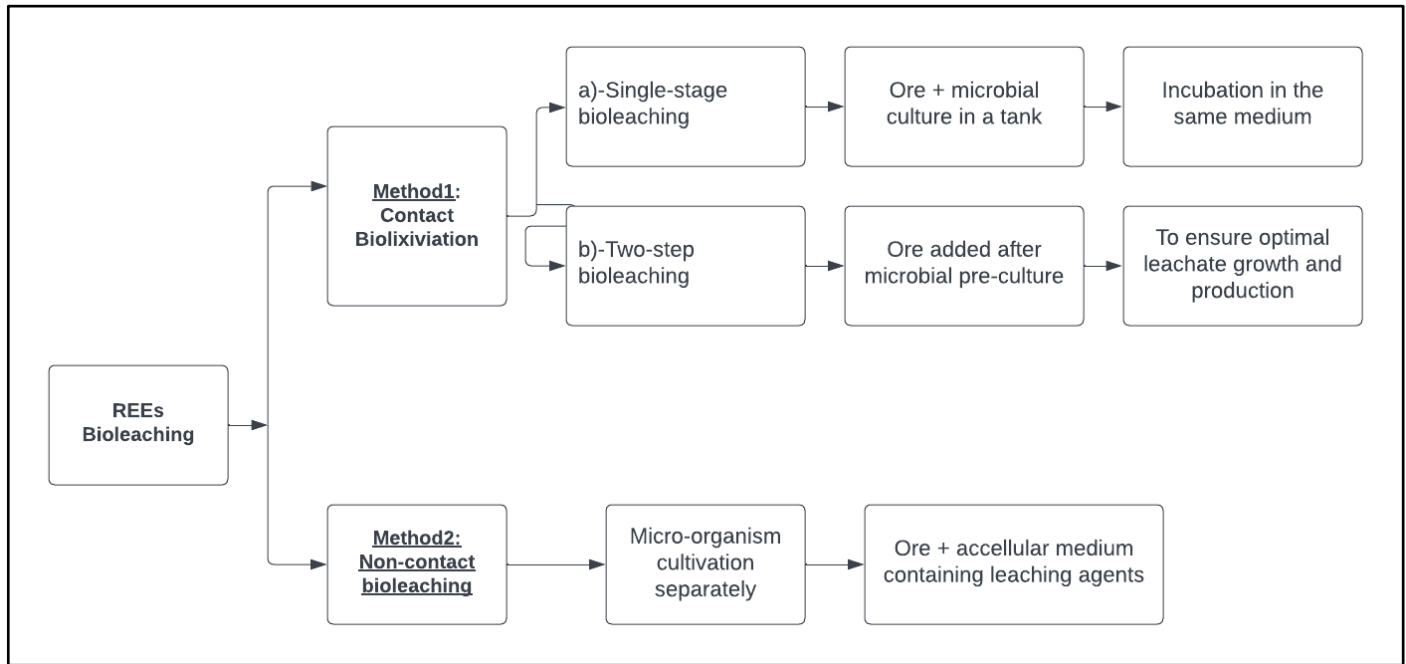 a)-Single-stage
bioleaching
Ore + microbial
culture in a tank
Incubation in the
same medium
Method1:
Contact
Biolixiviation
b)-Two-step
bioleaching
Ore added after
microbial pre-culture
To ensure optimal
leachate growth and
production
REEs
Bioleaching
Method2:
Non-contact
bioleaching
Micro-organism
cultivation
separately
Ore + accellular medium
containing leaching agents